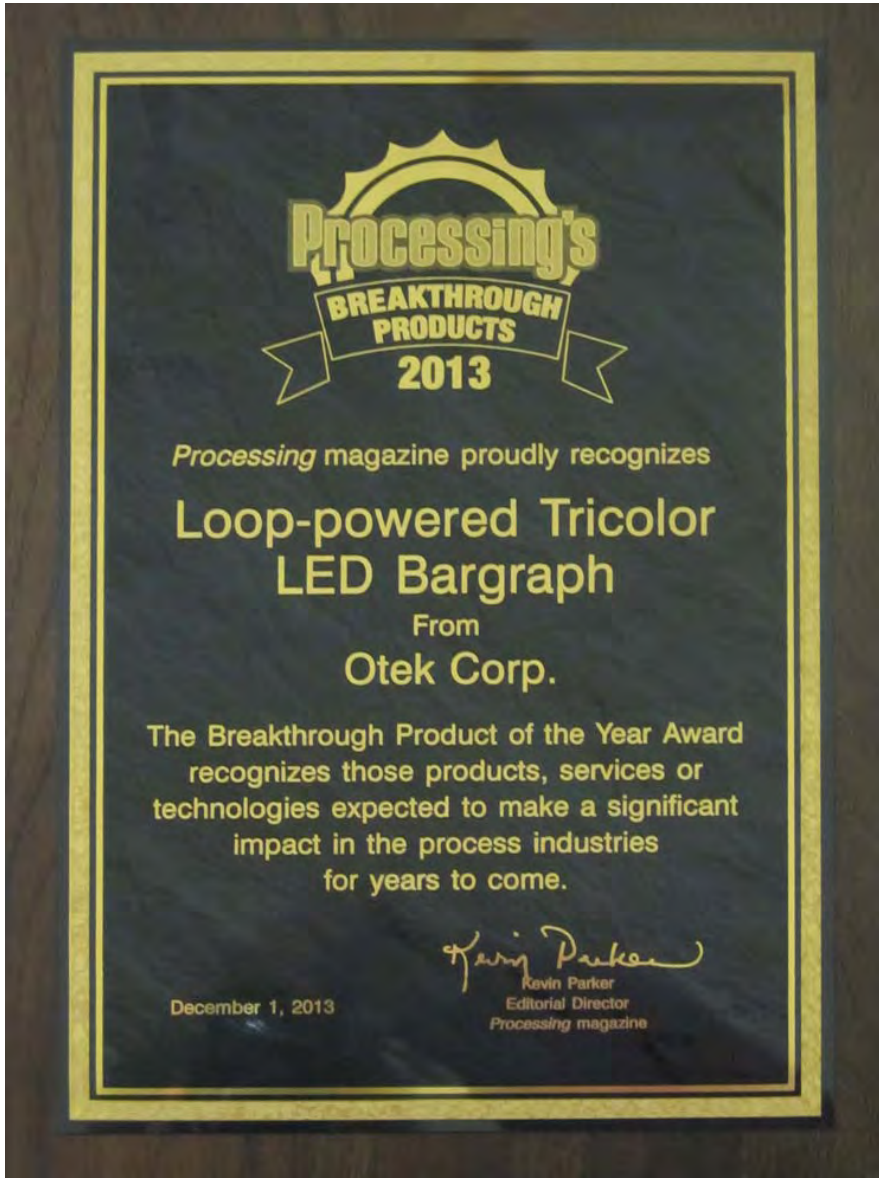 Processing's
BREAKTHROUGH
PRODUCTS
2013
Processing magazine proudly recognizes
Loop-powered Tricolor
LED Bargraph
From
Otek Corp.
The Breakthrough Product of the Year Award
recognizes those products, services or
technologies expected to make a significant
impact in the process industries
for years to come.
Kevin Parker
Kevin Parker
Editorial Director
December 1, 2013
Processing magazine